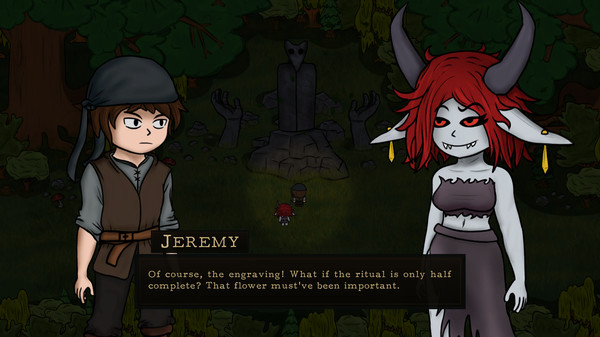 JEREMY
Of course, the engraving! What if the ritual is only half
complete? That flower must've been important.